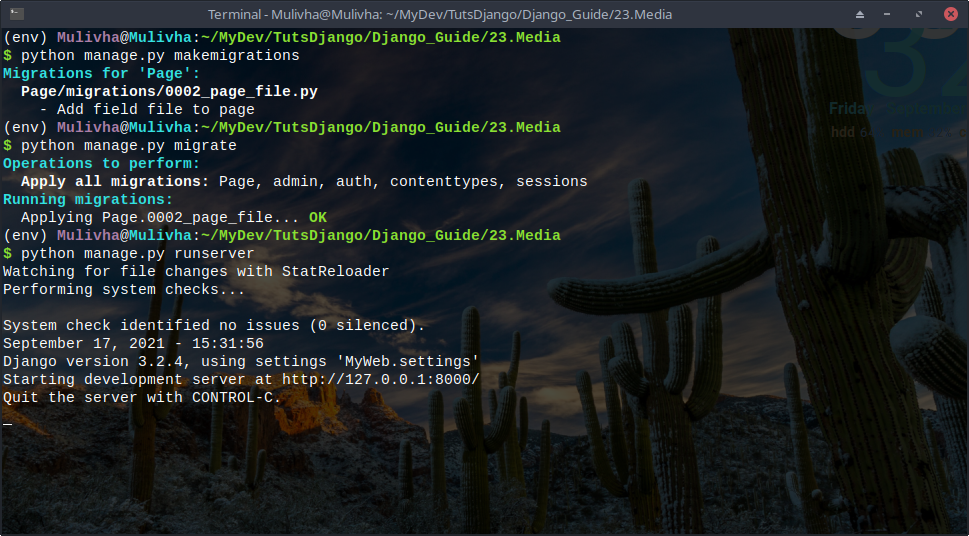 Terminal - Mulivha@Mulivha: ~/MyDev/TutsDjango/Django_Guide/23.Media
(env) Mulivha@Mulivha:~/MyDev/TutsDjango/Django_Guide/23.Media
$ python manage.py makemigrations
Migrations for 'Page':
  Page/migrations/0002_page_file.py
    - Add field file to page
(env) Mulivha@Mulivha:~/MyDev/TutsDjango/Django_Guide/23.Media
$ python manage.py migrate
Operations to perform:
  Apply all migrations: Page, admin, auth, contenttypes, sessions
Running migrations:
  Applying Page.0002_page_file... OK
(env) Mulivha@Mulivha:~/MyDev/TutsDjango/Django_Guide/23.Media
$ python manage.py runserver
Watching for file changes with StatReloader
Performing system checks...

System check identified no issues (0 silenced).
September 17, 2021 - 15:31:56
Django version 3.2.4, using settings 'MyWeb.settings'
Starting development server at http://127.0.0.1:8000/
Quit the server with CONTROL-C.
32
Friday
hdd